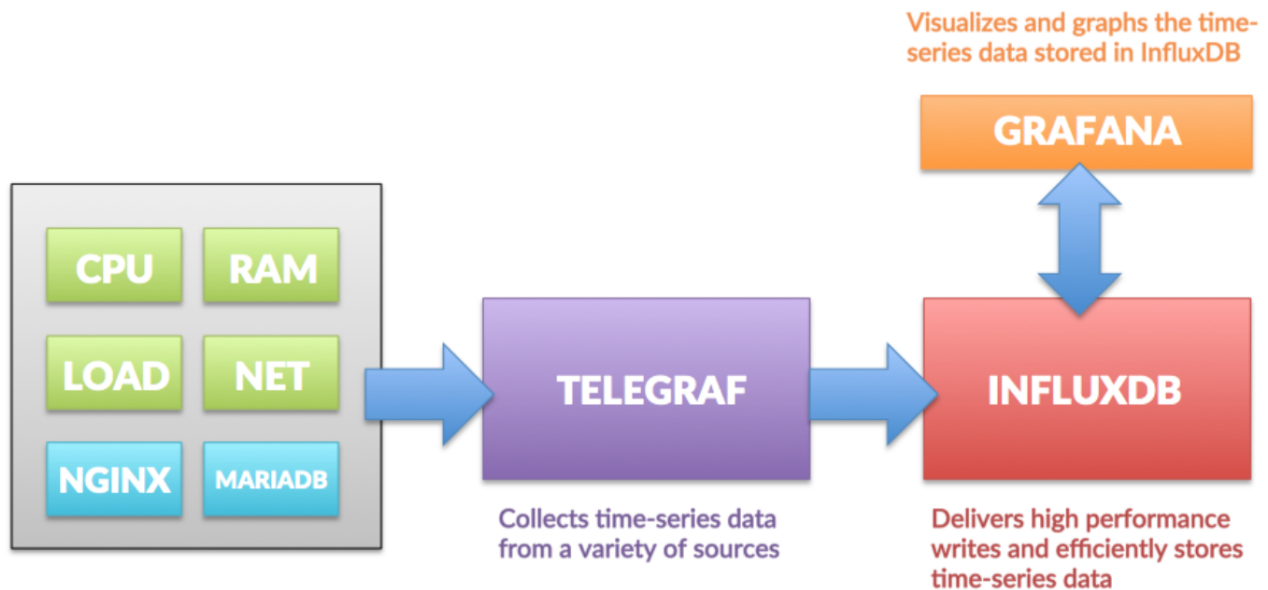 Visualizes and graphs the time-
series data stored in InfluxDB
GRAFANA
CPU
RAM
LOAD
NET
NGINX
MARIADB
TELEGRAF
INFLUXDB
Collects time-series data
from a variety of sources
Delivers high performance
writes and efficiently stores
time-series data